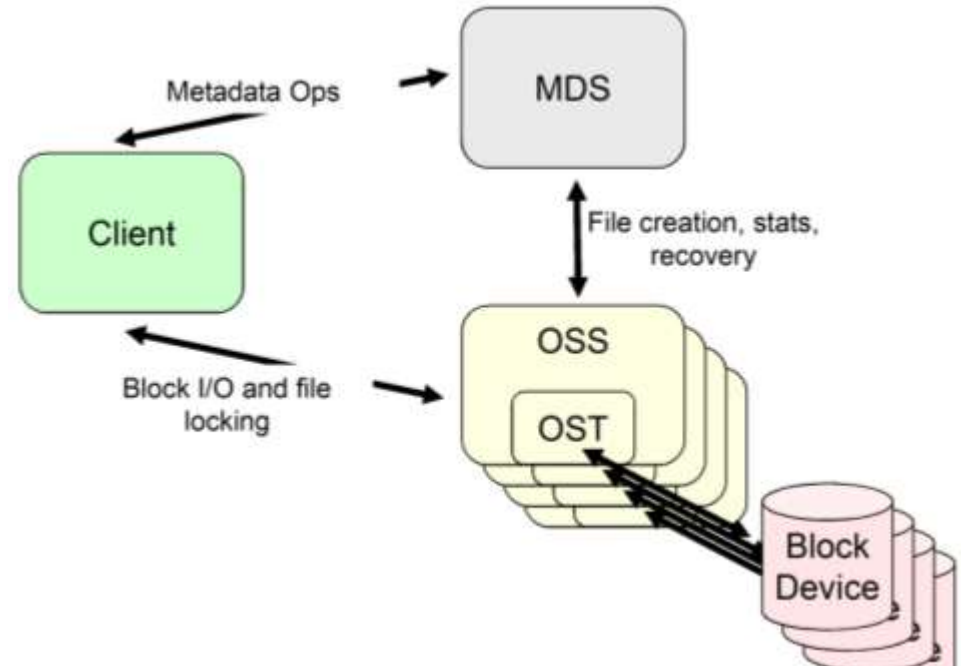 Metadata Ops
MDS
Client
File creation, stats,
recovery
OSS
Block I/O and file
locking
OST
Block
Device